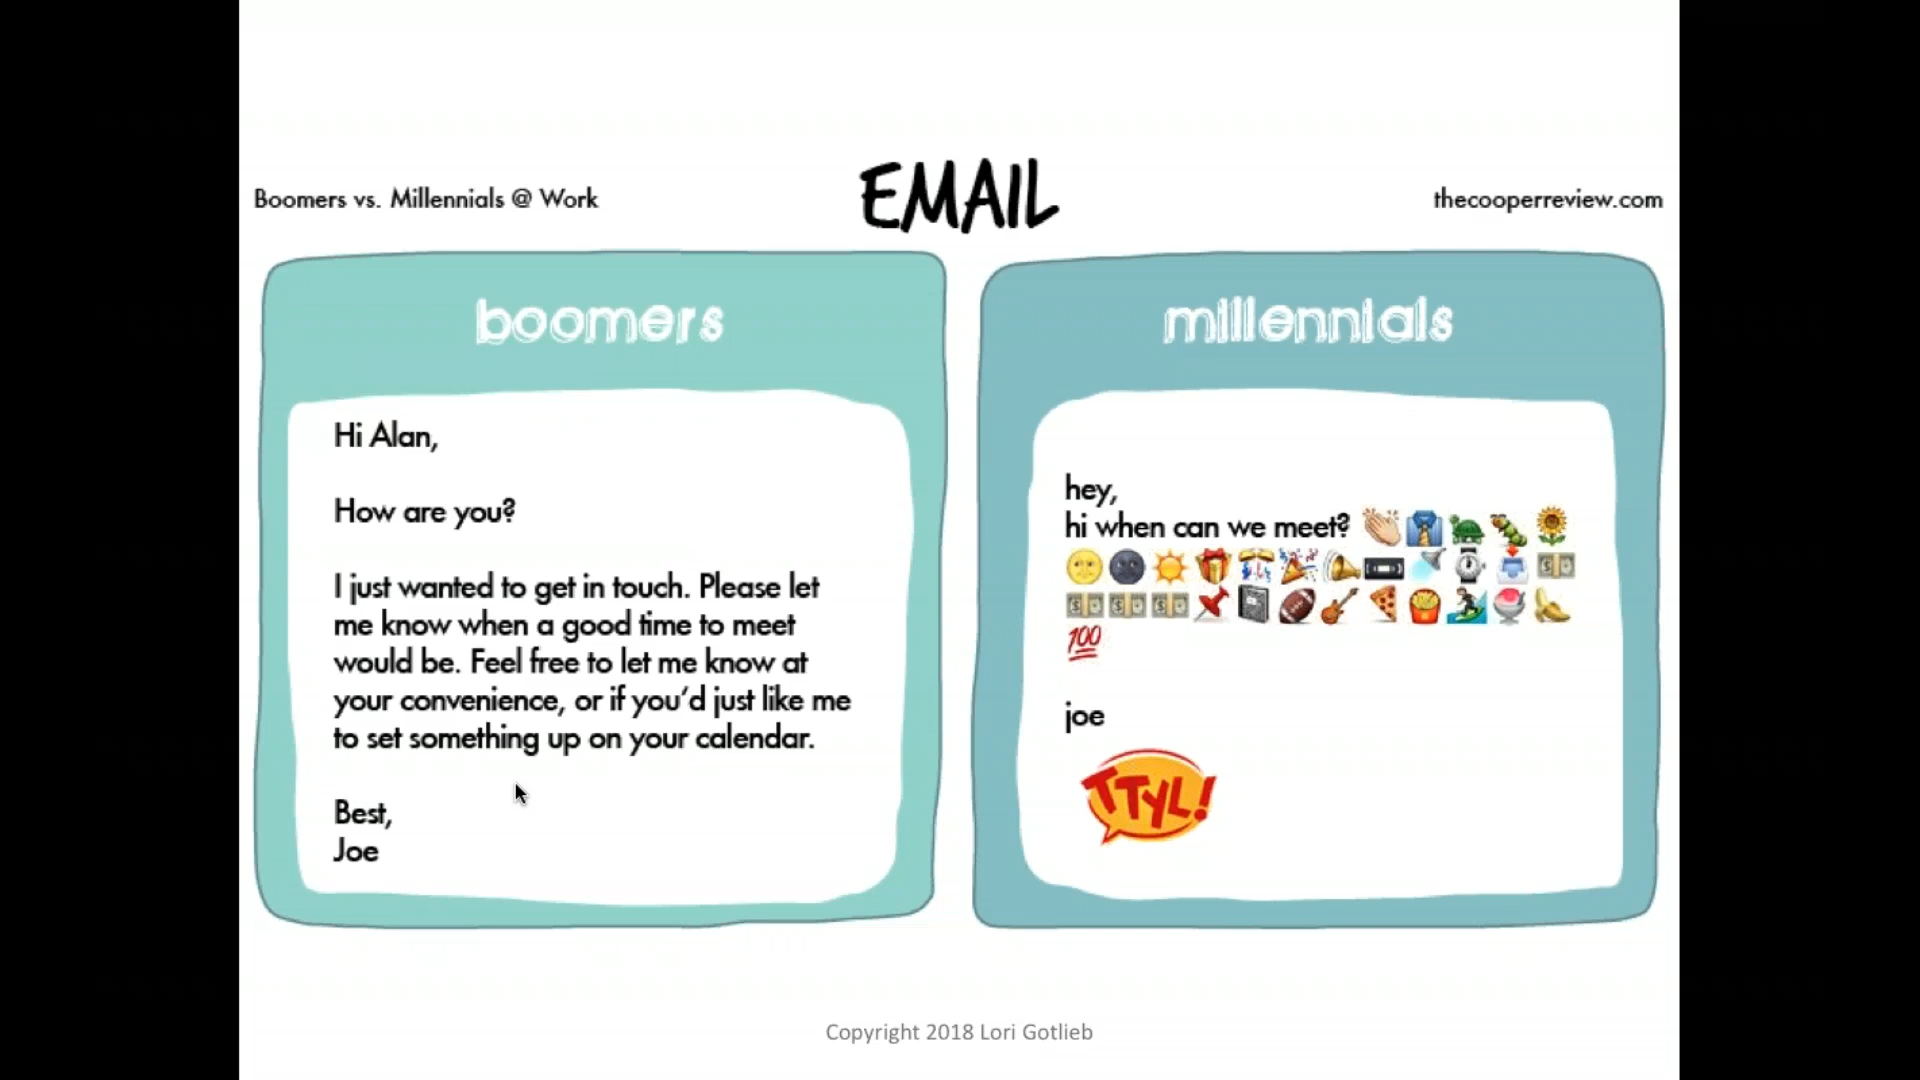 Boomers vs. Millennials @ Work
EMAIL
thecooperreview.com
boomers
Hi Alan,
How are you?
I just wanted to get in touch. Please let
me know when a good time to meet
would be. Feel free to let me know at
your convenience, or if you’d just like me
to set something up on your calendar.
Best,
Joe
millennials
hey,
hi when can we meet?
100
joe
TTYL!
Copyright 2018 Lori Gotlieb